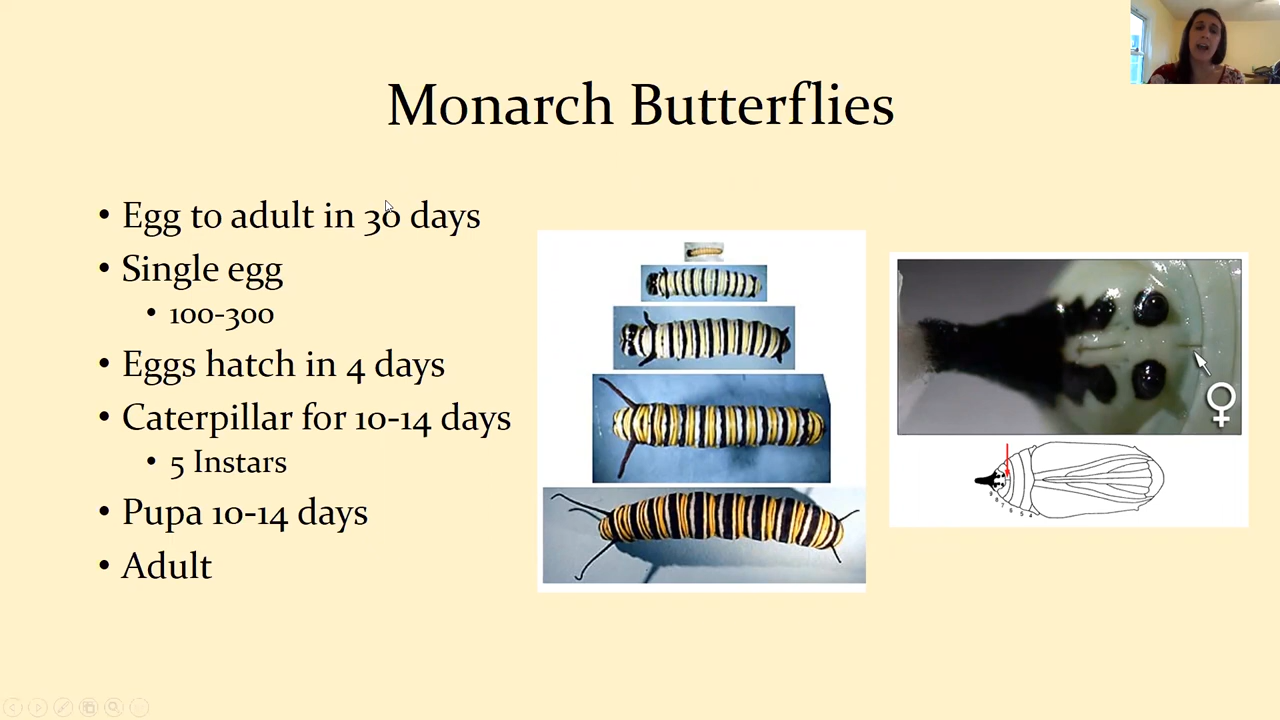 Monarch Butterflies
• Egg to adult in 30 days
• Single egg
• 100-300
• Eggs hatch in 4 days
• Caterpillar for 10-14 days
• 5 Instars
• Pupa 10-14 days
• Adult
♀